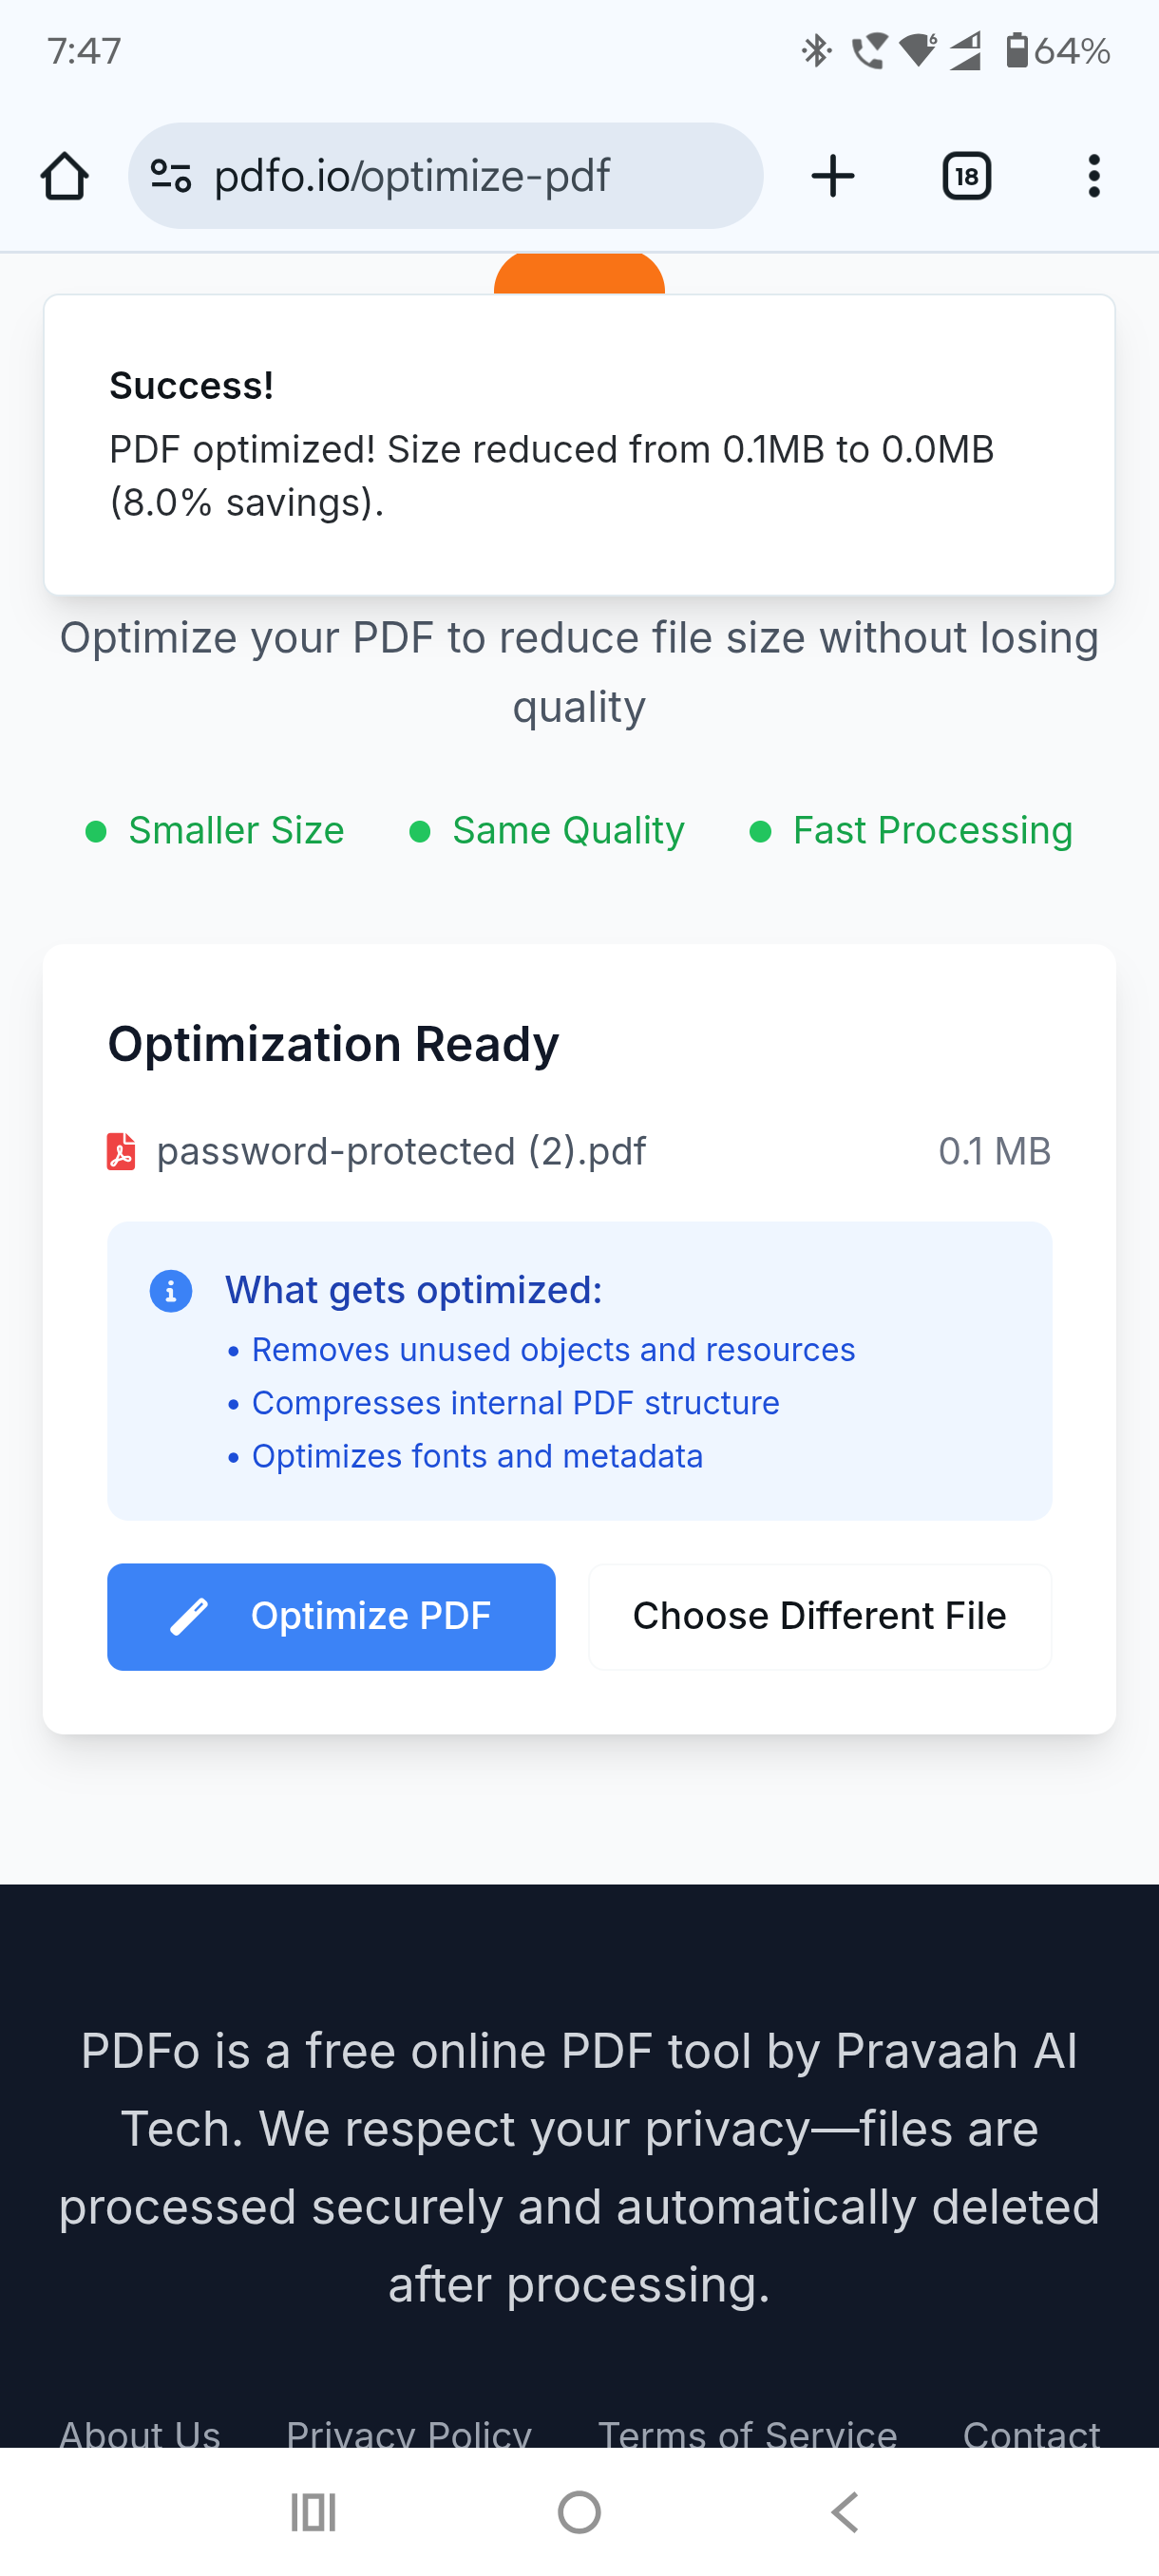 7:47
6
64%
pdfo.io/optimize-pdf
18
Success!
PDF optimized! Size reduced from 0.1MB to 0.0MB
(8.0% savings).
Optimize your PDF to reduce file size without losing
quality
Smaller Size
Same Quality
Fast Processing
Optimization Ready
password-protected (2).pdf
0.1 MB
What gets optimized:
• Removes unused objects and resources
• Compresses internal PDF structure
• Optimizes fonts and metadata
Optimize PDF
Choose Different File
PDFo is a free online PDF tool by Pravaah AI
Tech. We respect your privacy—files are
processed securely and automatically deleted
after processing.
About Us
Privacy Policy
Terms of Service
Contact